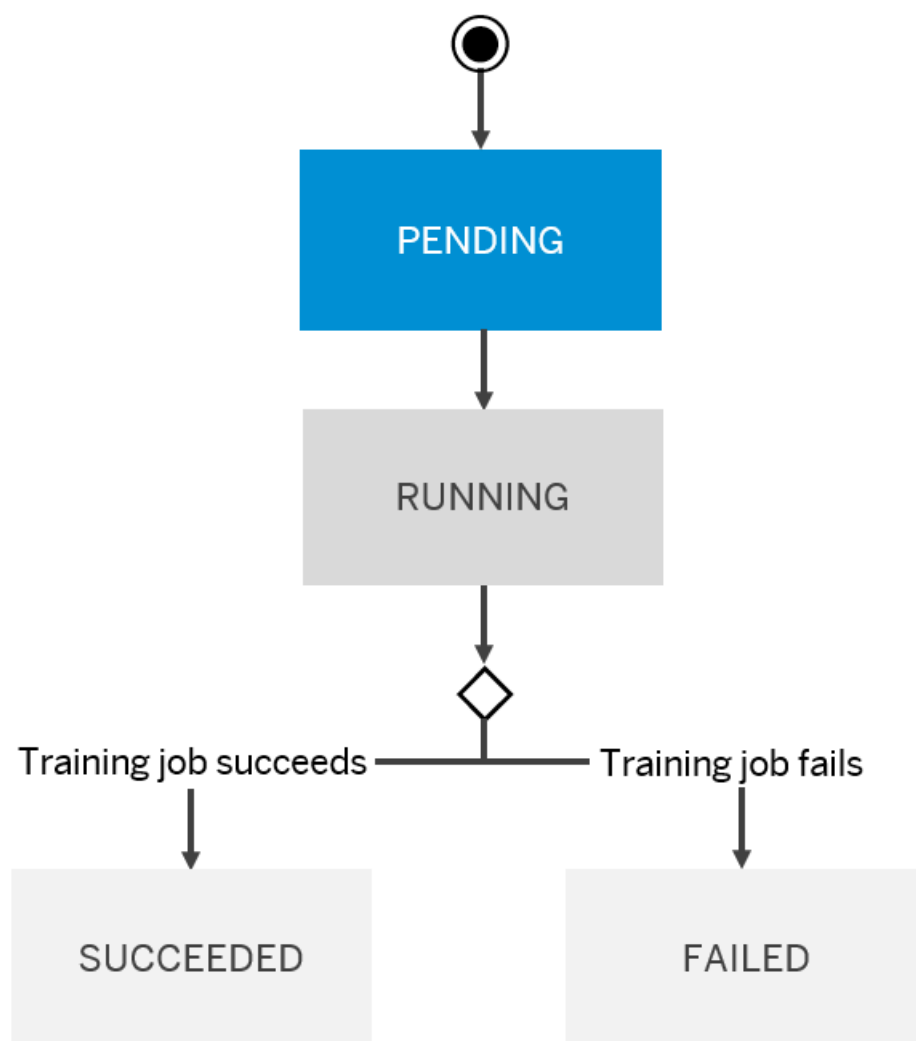 PENDING
RUNNING
Training job succeeds
Training job fails
SUCCEEDED
FAILED